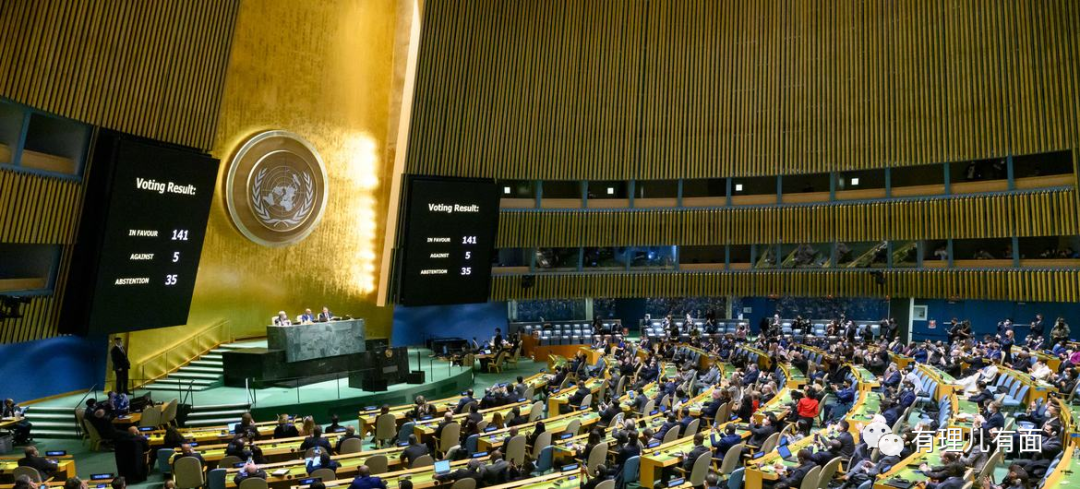 Voting Result:
IN FAVOUR 141
AGAINST 5
ABSTENTION 35
Voting Result:
IN FAVOUR 141
AGAINST 5
ABSTENTION 35
有理儿有面